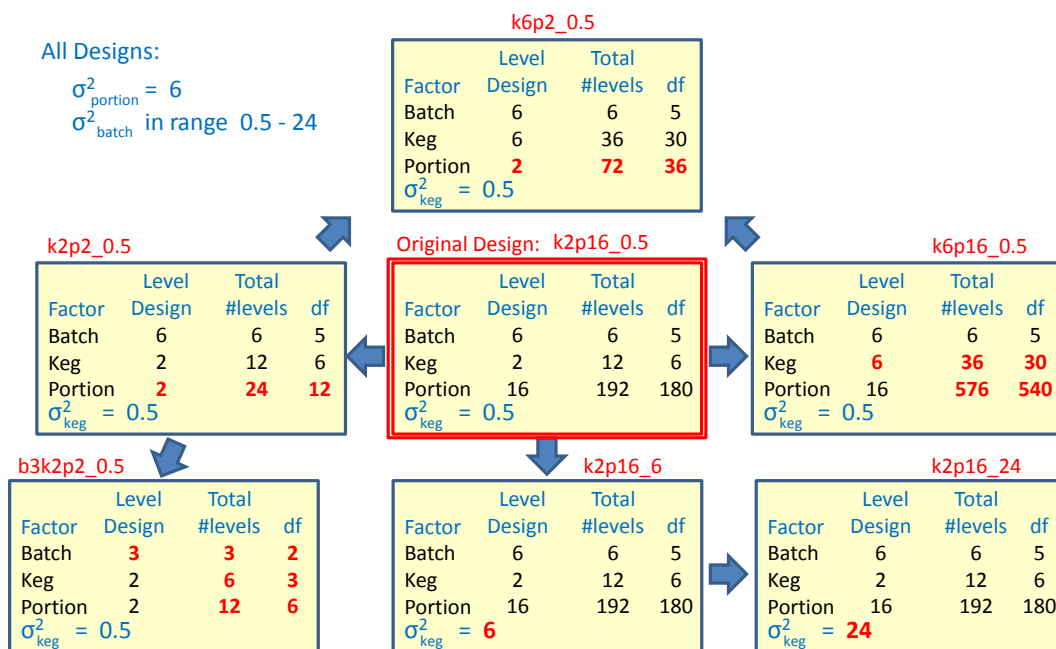 k6p2_0.5
All Designs:
σ²portion = 6
σ²batch in range 0.5 - 24
Level Total
Factor Design #levels df
Batch 6 6 5
Keg 6 36 30
Portion 2 72 36
σ²keg = 0.5
k2p2_0.5
Level Total
Factor Design #levels df
Batch 6 6 5
Keg 2 12 6
Portion 2 24 12
σ²keg = 0.5
Original Design: k2p16_0.5
Level Total
Factor Design #levels df
Batch 6 6 5
Keg 2 12 6
Portion 16 192 180
σ²keg = 0.5
k6p16_0.5
Level Total
Factor Design #levels df
Batch 6 6 5
Keg 6 36 30
Portion 16 576 540
σ²keg = 0.5
b3k2p2_0.5
Level Total
Factor Design #levels df
Batch 3 3 2
Keg 2 6 3
Portion 2 12 6
σ²keg = 0.5
k2p16_6
Level Total
Factor Design #levels df
Batch 6 6 5
Keg 2 12 6
Portion 16 192 180
σ²keg = 6
k2p16_24
Level Total
Factor Design #levels df
Batch 6 6 5
Keg 2 12 6
Portion 16 192 180
σ²keg = 24